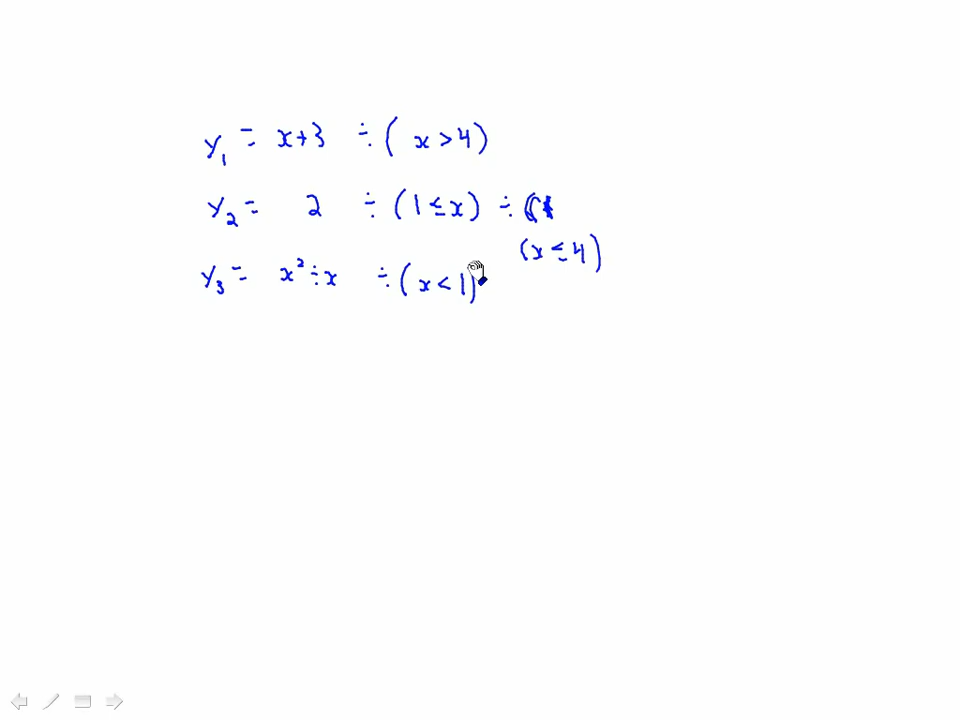 y₁ = x+3 ÷ (x > 4)
y₂ = 2 ÷ (1 ≤ x) ÷
(x ≤ 4)
y₃ = x² ÷ x ÷ (x < 1)